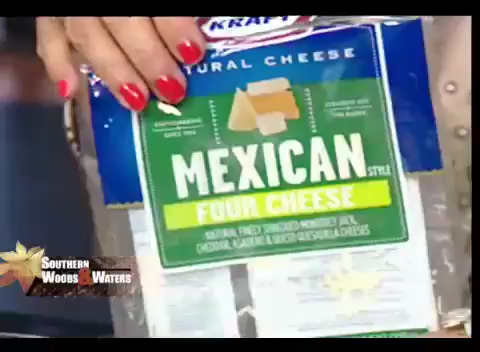 KRAFT
NATURAL CHEESE
MEXICAN
STYLE
FOUR CHEESE
NATURAL FINELY SHREDDED MONTEREY JACK,
CHEDDAR, ASADERO & QUESO QUESADILLA CHEESES
SOUTHERN
WOODS & WATERS